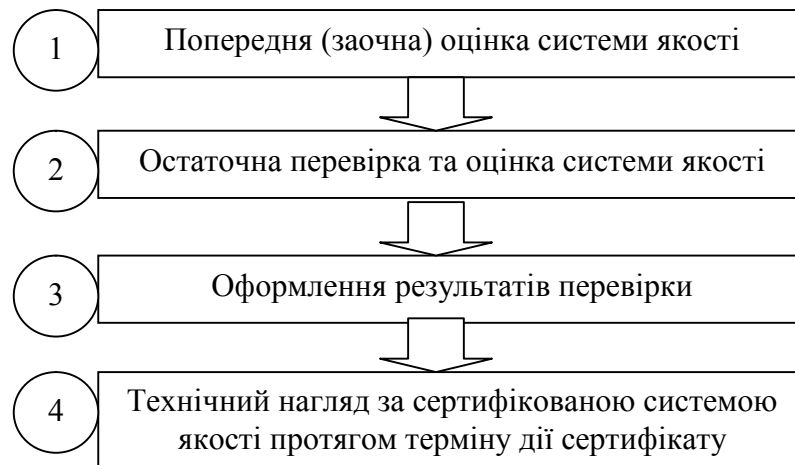 1
Попередня (заочна) оцінка системи якості
2
Остаточна перевірка та оцінка системи якості
3
Оформлення результатів перевірки
4
Технічний нагляд за сертифікованою системою
якості протягом терміну дії сертифікату